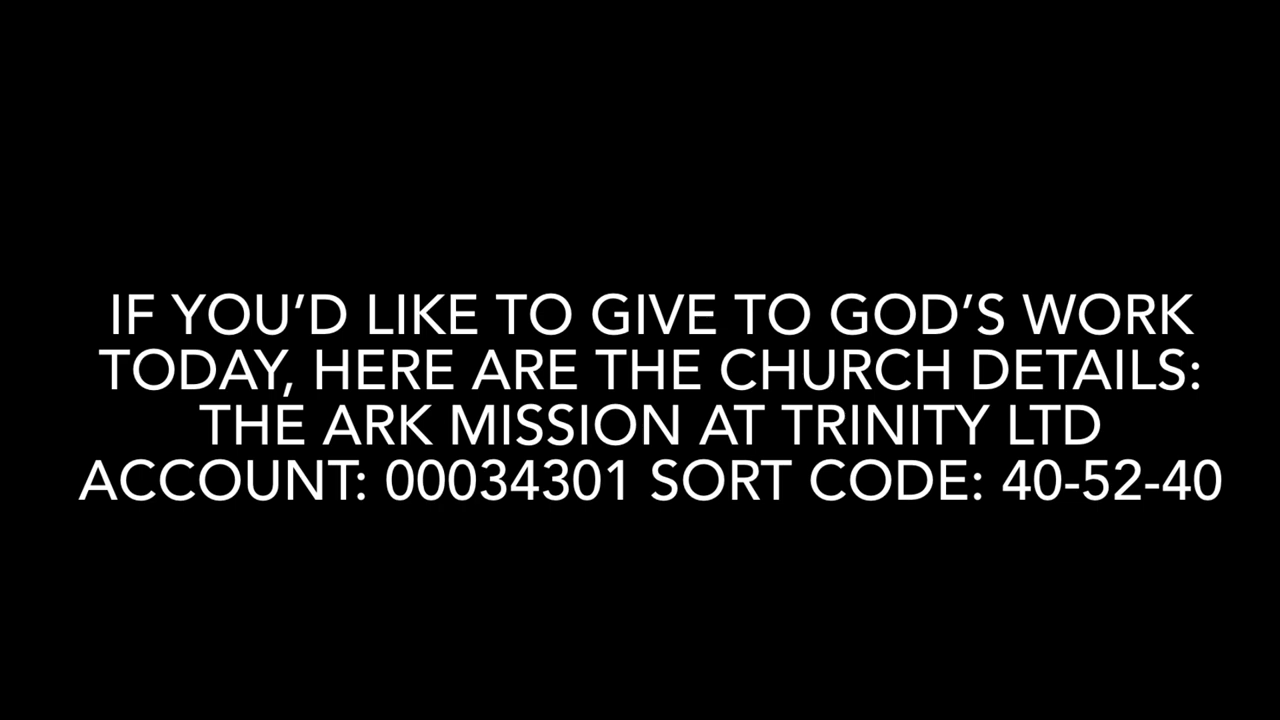 IF YOU’D LIKE TO GIVE TO GOD’S WORK
TODAY, HERE ARE THE CHURCH DETAILS:
THE ARK MISSION AT TRINITY LTD
ACCOUNT: 00034301 SORT CODE: 40-52-40